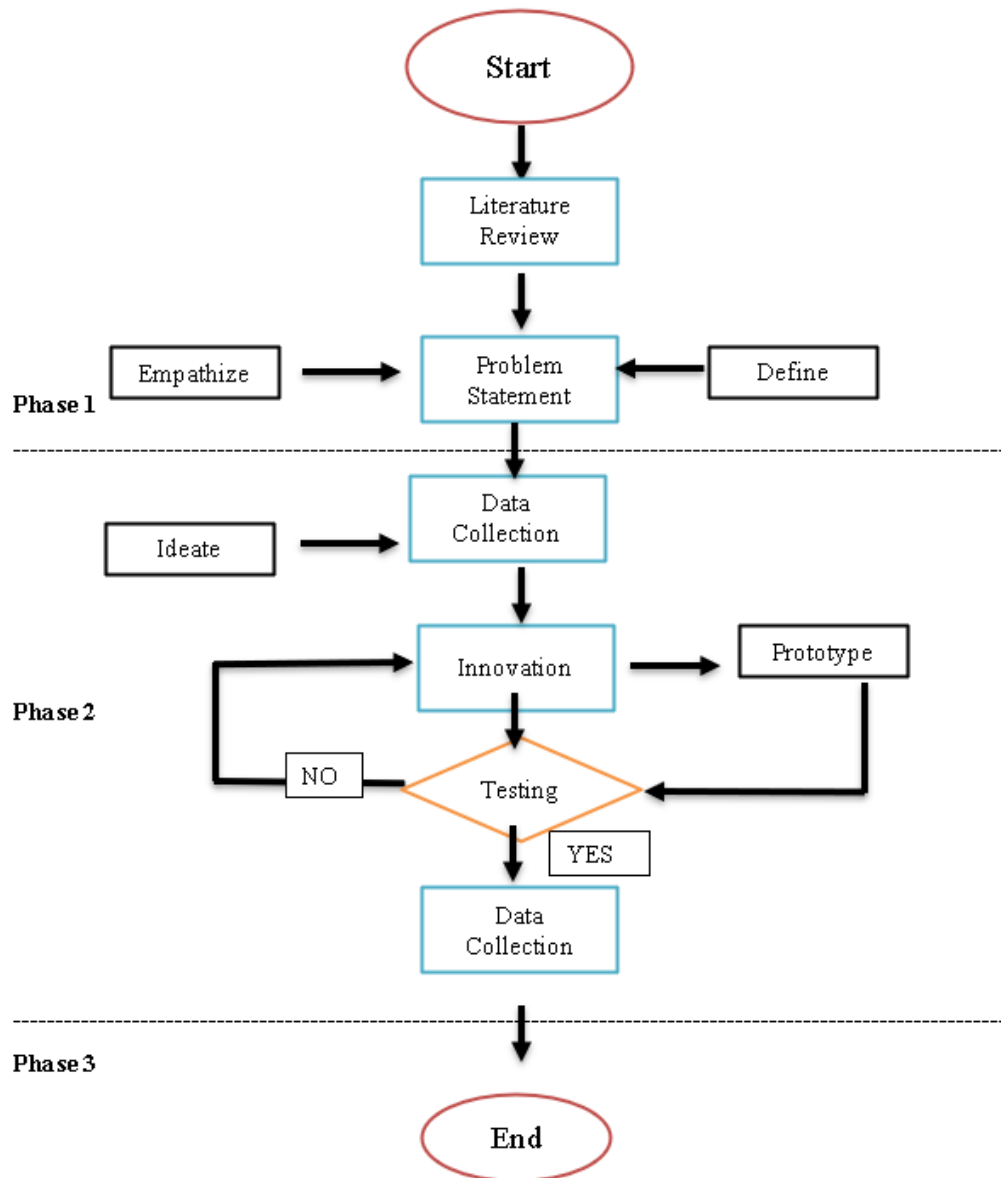 Start
Literature
Review
Empathize
Problem
Statement
Define
Phase 1
Data
Collection
Ideate
Innovation
Prototype
Phase 2
NO
Testing
YES
Data
Collection
Phase 3
End